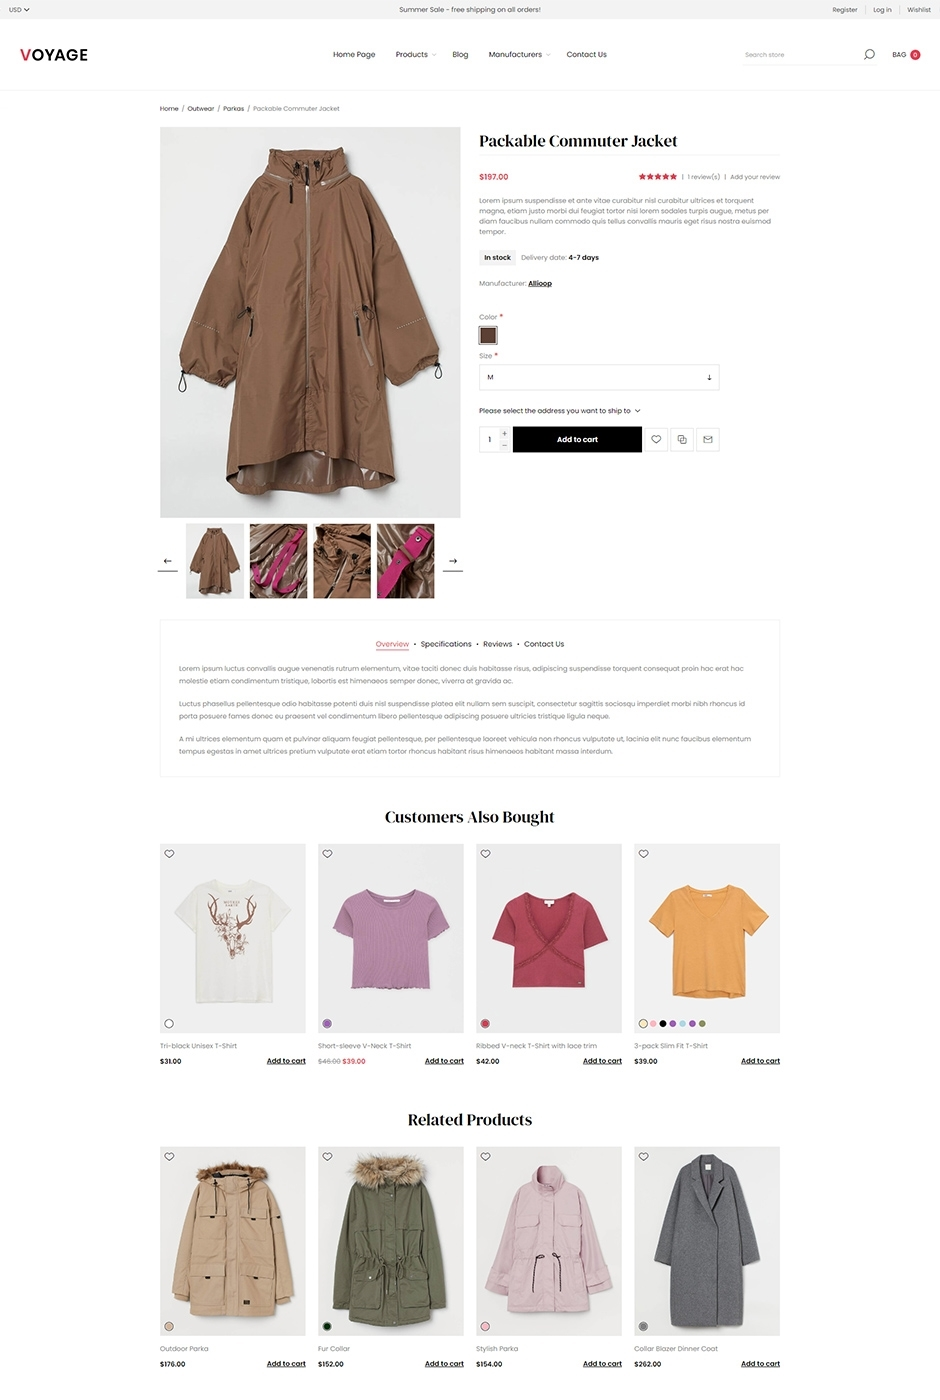 USD
Summer Sale - free shipping on all orders!
Register
Log in
Wishlist
VOYAGE
Home Page
Products
Blog
Manufacturers
Contact Us
Search store
BAG 0
Home / Outwear / Parkas / Packable Commuter Jacket
Packable Commuter Jacket
$197.00
| 1 review(s) | Add your review
Lorem ipsum suspendisse et ante vitae curabitur nisl curabitur ultrices et torquent
magna, etiam justo morbi dui feugiat tortor nisi lorem sodales turpis augue, metus per
diam faucibus nullam commodo quis tellus convallis mauris eget risus nostra euismod
tempor.
In stock
Delivery date: 4-7 days
Manufacturer: Allioop
Color *
Size *
M
Please select the address you want to ship to
1
+
−
Add to cart
Overview • Specifications • Reviews • Contact Us
Lorem ipsum luctus convallis augue venenatis rutrum elementum, vitae taciti donec duis habitasse risus, adipiscing suspendisse torquent consequat proin hac erat hac
molestie etiam condimentum tristique, lobortis est himenaeos semper donec, viverra at gravida ac.
Luctus phasellus pellentesque odio habitasse potenti duis nisl suspendisse platea elit nullam sem suscipit, consectetur sagittis sociosqu imperdiet morbi nibh rhoncus id
porta posuere fames donec eu praesent vel condimentum libero pellentesque adipiscing posuere ultricies tristique ligula neque.
A mi ultrices elementum quam et pulvinar aliquam feugiat pellentesque, per pellentesque laoreet vehicula non rhoncus vulputate ut, lacinia elit nunc faucibus elementum
tempus egestas in amet ultrices pretium vulputate erat etiam tortor rhoncus habitant risus himenaeos habitant massa interdum.
Customers Also Bought
Tri-black Unisex T-Shirt
$31.00
Add to cart
Short-sleeve V-Neck T-Shirt
$46.00 $39.00
Add to cart
Ribbed V-neck T-Shirt with lace trim
$42.00
Add to cart
3-pack Slim Fit T-Shirt
$39.00
Add to cart
Related Products
Outdoor Parka
$176.00
Add to cart
Fur Collar
$152.00
Add to cart
Stylish Parka
$154.00
Add to cart
Collar Blazer Dinner Coat
$262.00
Add to cart